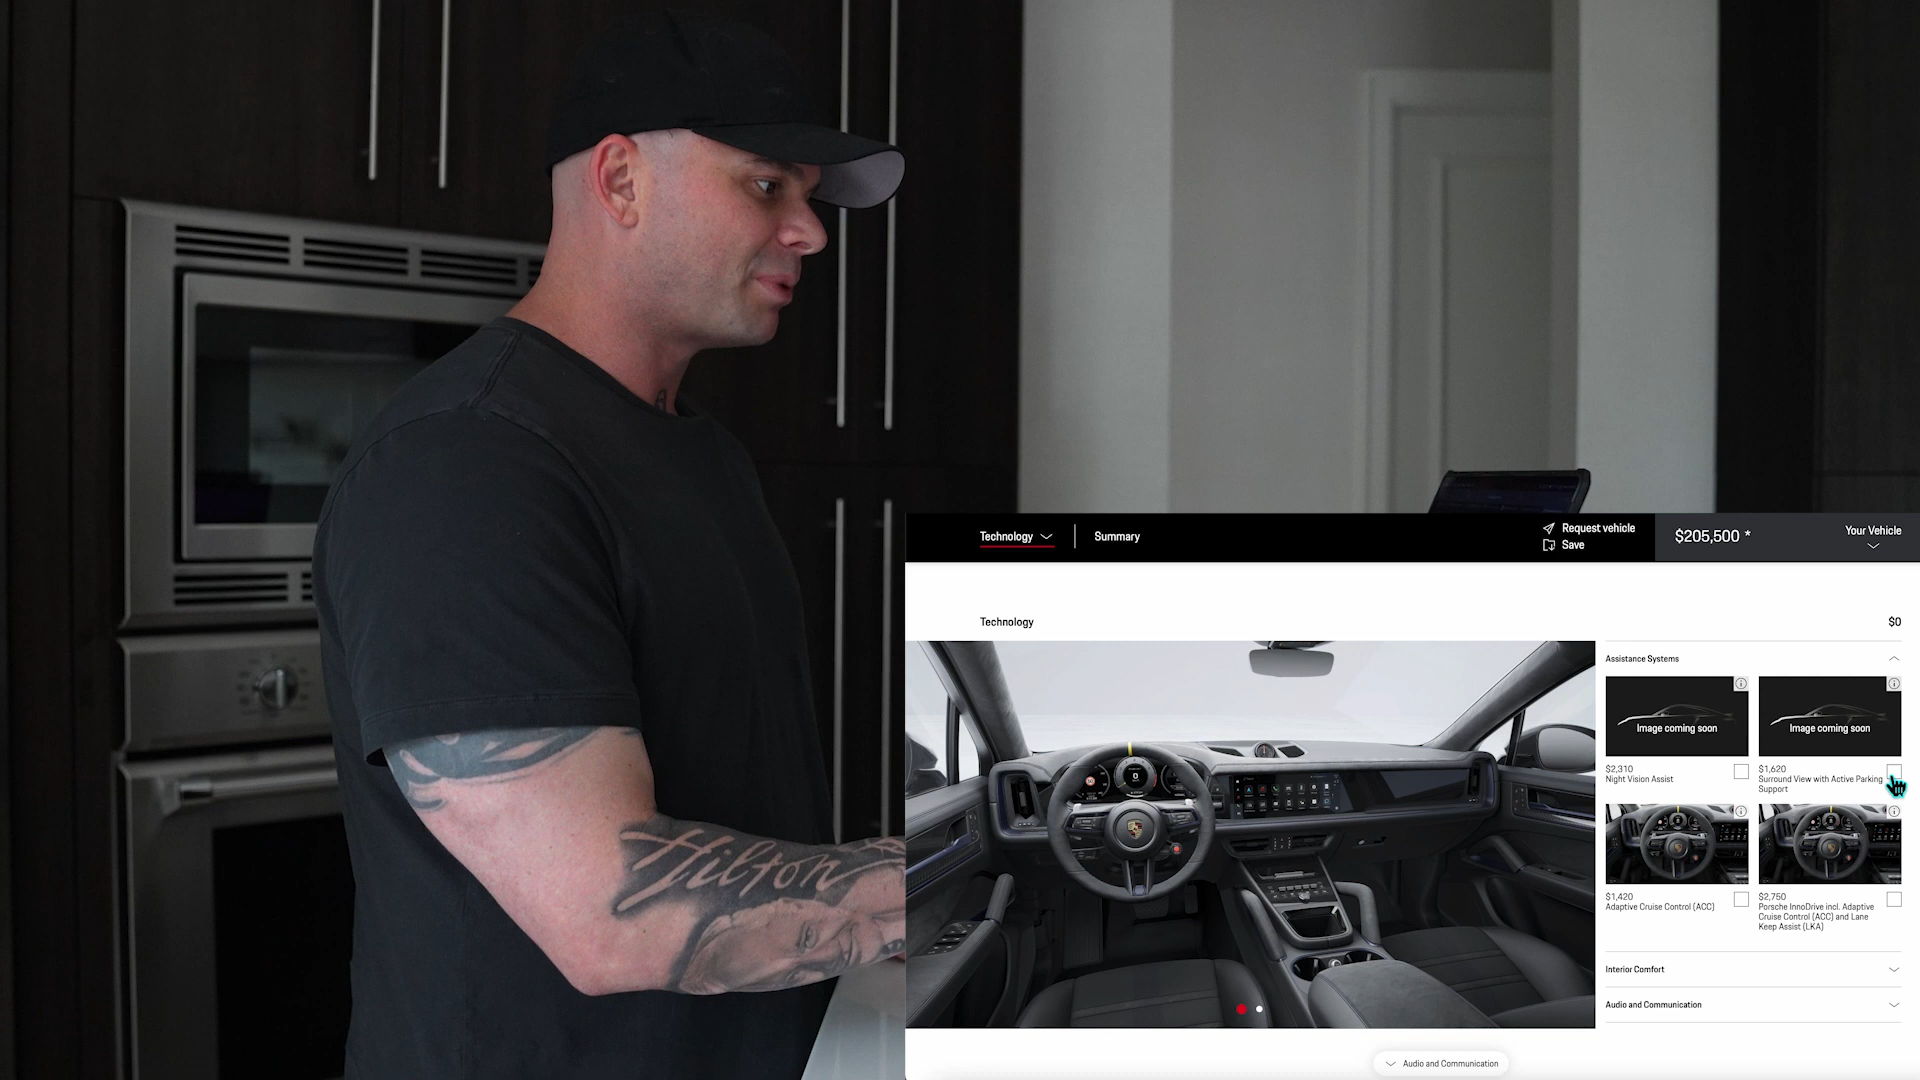 Hilton
Technology
Summary
Request vehicle
Save
$205,500 *
Your Vehicle
Technology
$0
Assistance Systems
Image coming soon
Image coming soon
$2,310
Night Vision Assist
$1,620
Surround View with Active Parking
Support
$1,420
Adaptive Cruise Control (ACC)
$2,750
Porsche InnoDrive incl. Adaptive
Cruise Control (ACC) and Lane
Keep Assist (LKA)
Interior Comfort
Audio and Communication
Audio and Communication